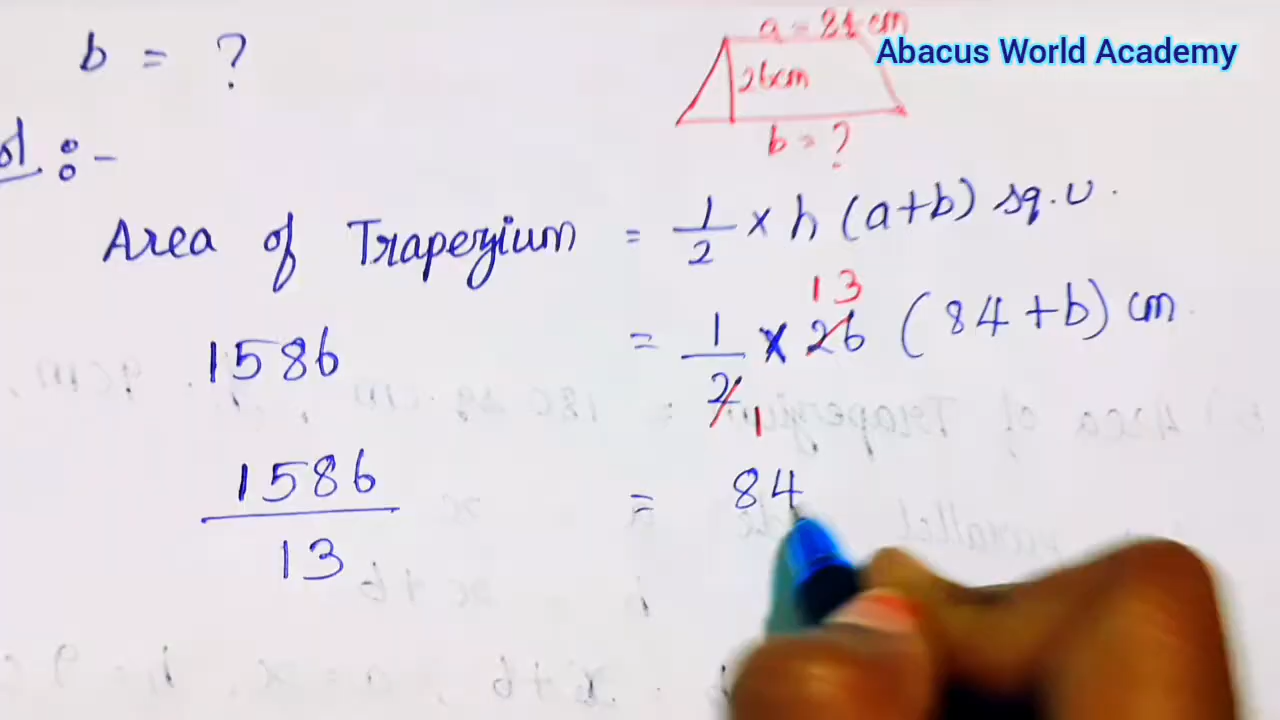 Abacus World Academy
b = ?
a = 84 cm
26cm
b = ?
ol :-
Area of Trapezium = 1/2 × h (a+b) sq.u.
13
1586 = 1/2 × 26 (84 + b) cm
1
1586/13 = 84